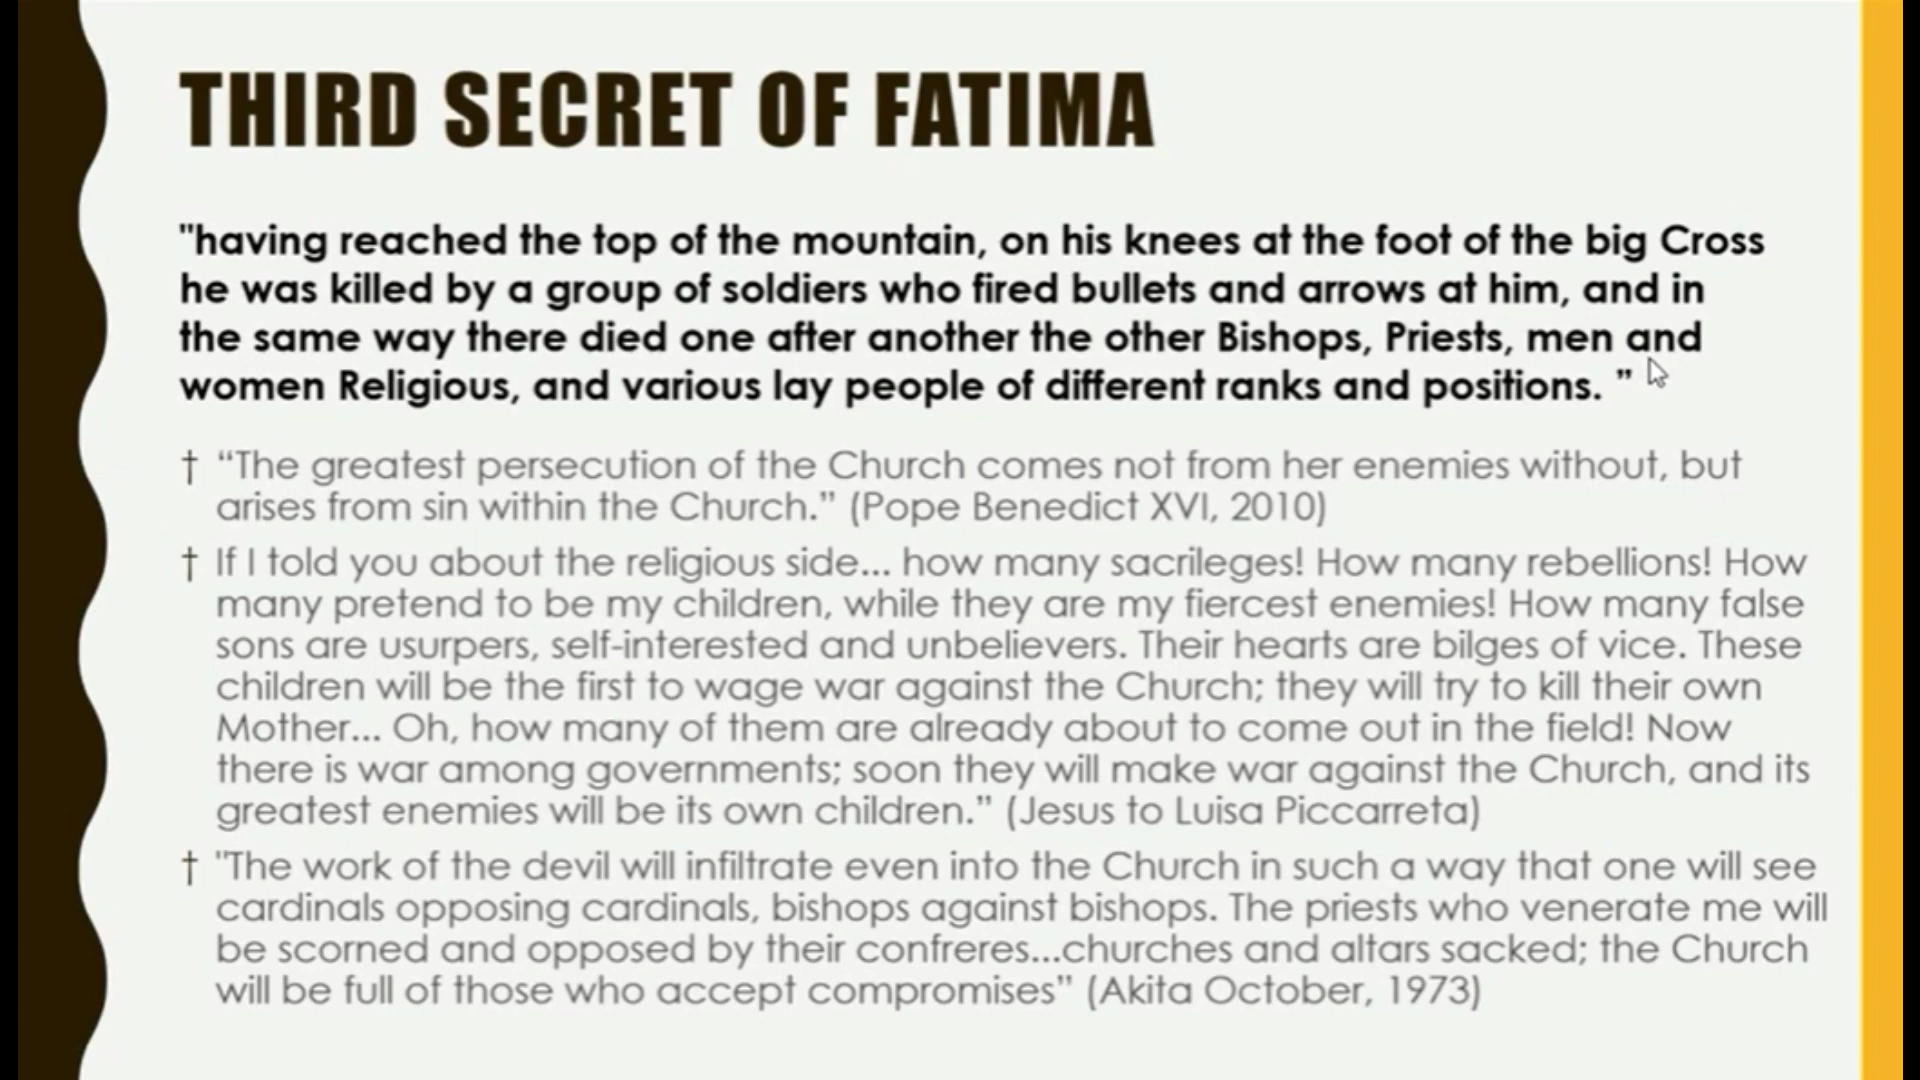 THIRD SECRET OF FATIMA
"having reached the top of the mountain, on his knees at the foot of the big Cross
he was killed by a group of soldiers who fired bullets and arrows at him, and in
the same way there died one after another the other Bishops, Priests, men and
women Religious, and various lay people of different ranks and positions. ”
† “The greatest persecution of the Church comes not from her enemies without, but
arises from sin within the Church.” (Pope Benedict XVI, 2010)
† If I told you about the religious side... how many sacrileges! How many rebellions! How
many pretend to be my children, while they are my fiercest enemies! How many false
sons are usurpers, self-interested and unbelievers. Their hearts are bilges of vice. These
children will be the first to wage war against the Church; they will try to kill their own
Mother... Oh, how many of them are already about to come out in the field! Now
there is war among governments; soon they will make war against the Church, and its
greatest enemies will be its own children.” (Jesus to Luisa Piccarreta)
† "The work of the devil will infiltrate even into the Church in such a way that one will see
cardinals opposing cardinals, bishops against bishops. The priests who venerate me will
be scorned and opposed by their confreres...churches and altars sacked; the Church
will be full of those who accept compromises” (Akita October, 1973)